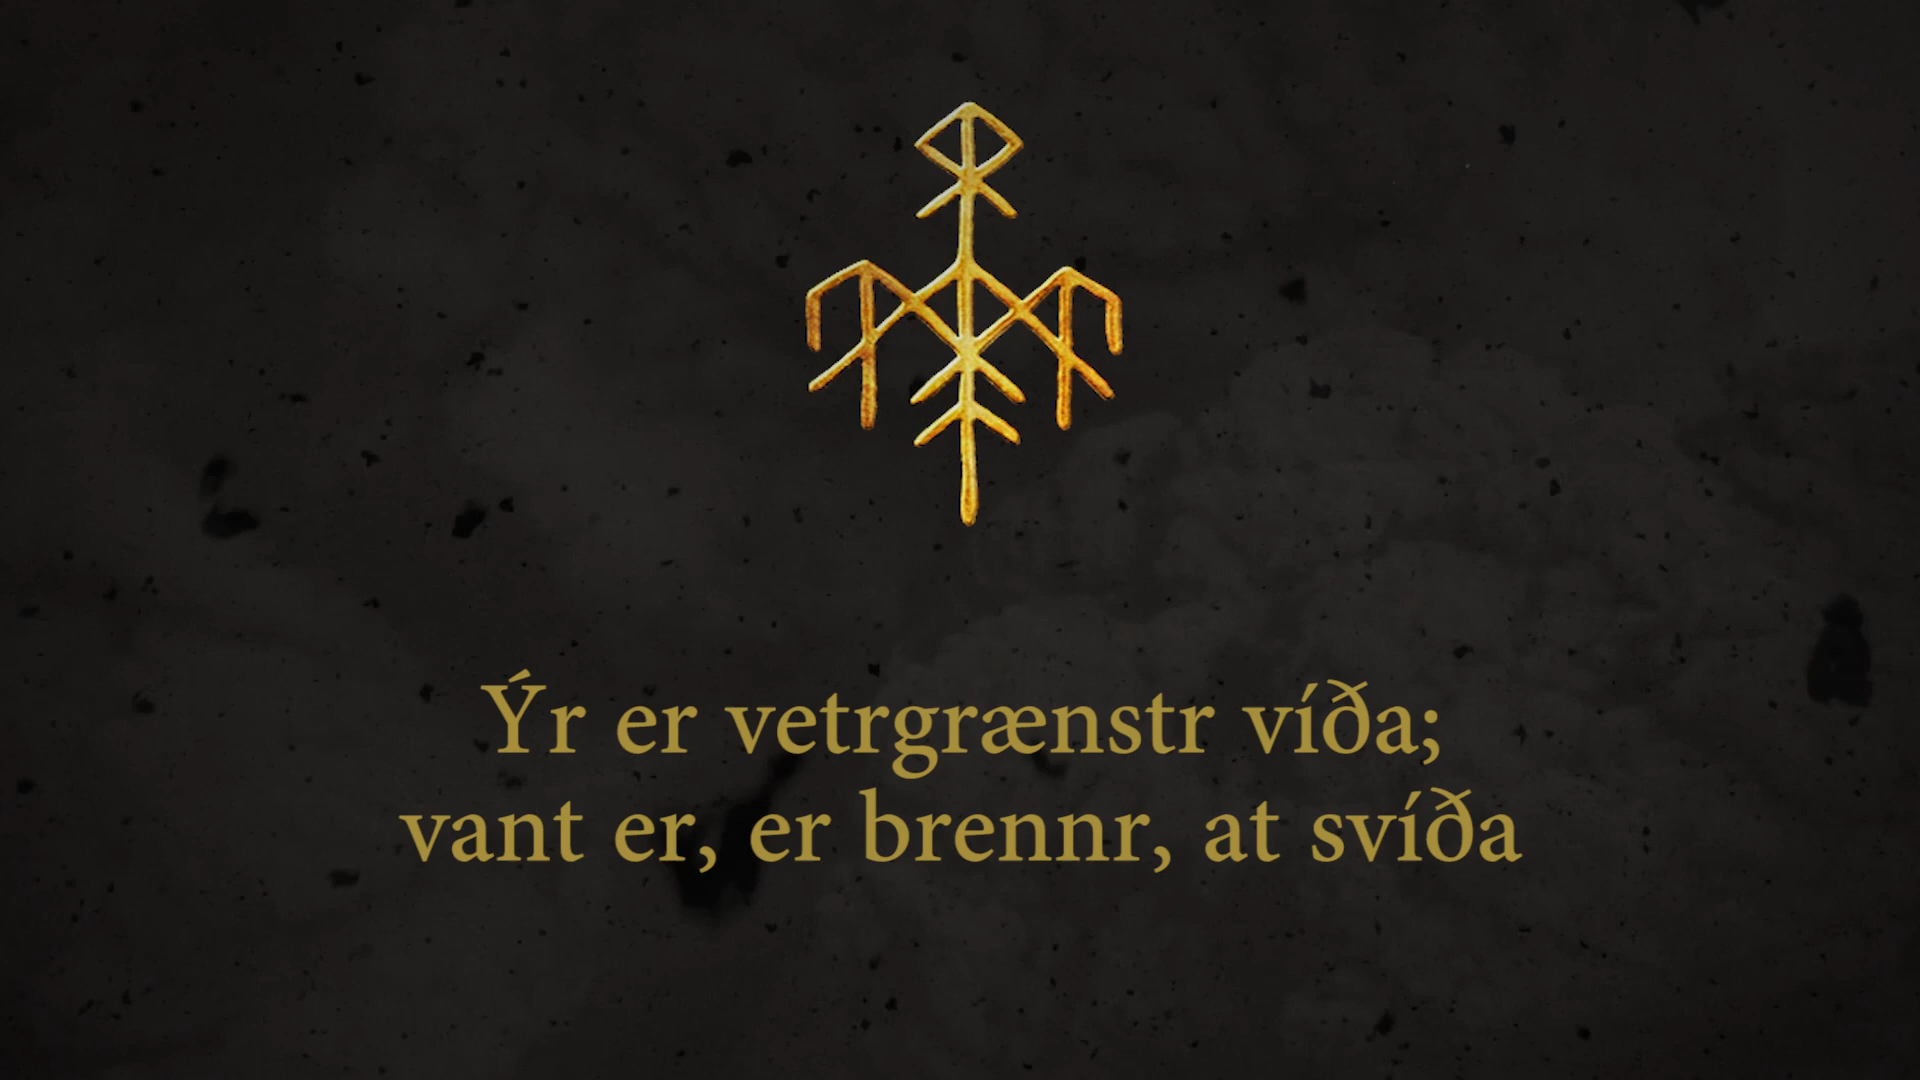 Ýr er vetrgrænstr víða;
vant er, er brennr, at svíða